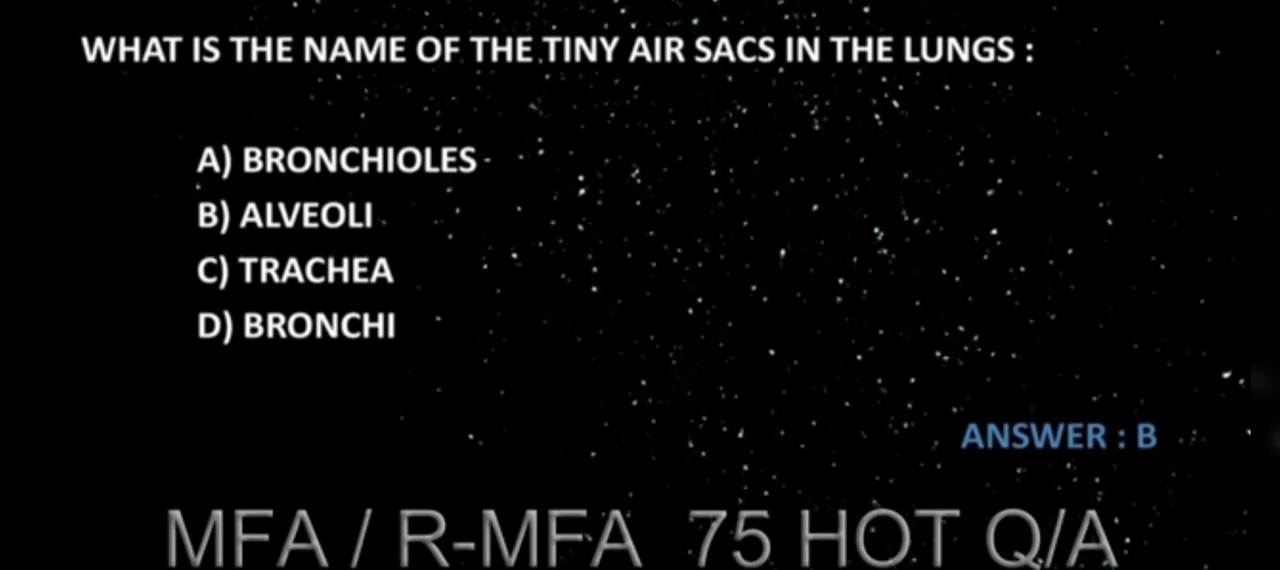 WHAT IS THE NAME OF THE TINY AIR SACS IN THE LUNGS :
A) BRONCHIOLES
B) ALVEOLI
C) TRACHEA
D) BRONCHI
ANSWER : B
MFA / R-MFA 75 HOT Q/A